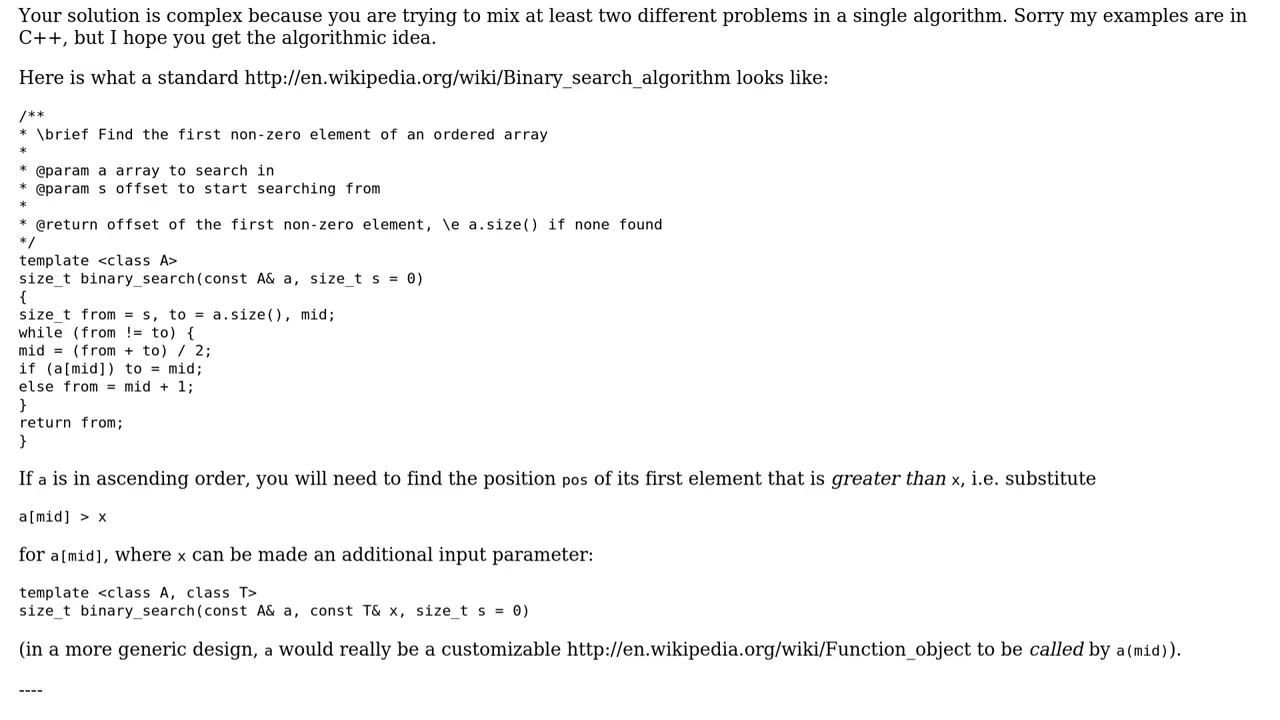 Your solution is complex because you are trying to mix at least two different problems in a single algorithm. Sorry my examples are in
C++, but I hope you get the algorithmic idea.
Here is what a standard http://en.wikipedia.org/wiki/Binary_search_algorithm looks like:
/**
* \brief Find the first non-zero element of an ordered array
*
* @param a array to search in
* @param s offset to start searching from
*
* @return offset of the first non-zero element, \e a.size() if none found
*/
template <class A>
size_t binary_search(const A& a, size_t s = 0)
{
size_t from = s, to = a.size(), mid;
while (from != to) {
mid = (from + to) / 2;
if (a[mid]) to = mid;
else from = mid + 1;
}
return from;
}
If a is in ascending order, you will need to find the position pos of its first element that is greater than x, i.e. substitute
a[mid] > x
for a[mid], where x can be made an additional input parameter:
template <class A, class T>
size_t binary_search(const A& a, const T& x, size_t s = 0)
(in a more generic design, a would really be a customizable http://en.wikipedia.org/wiki/Function_object to be called by a(mid)).
----